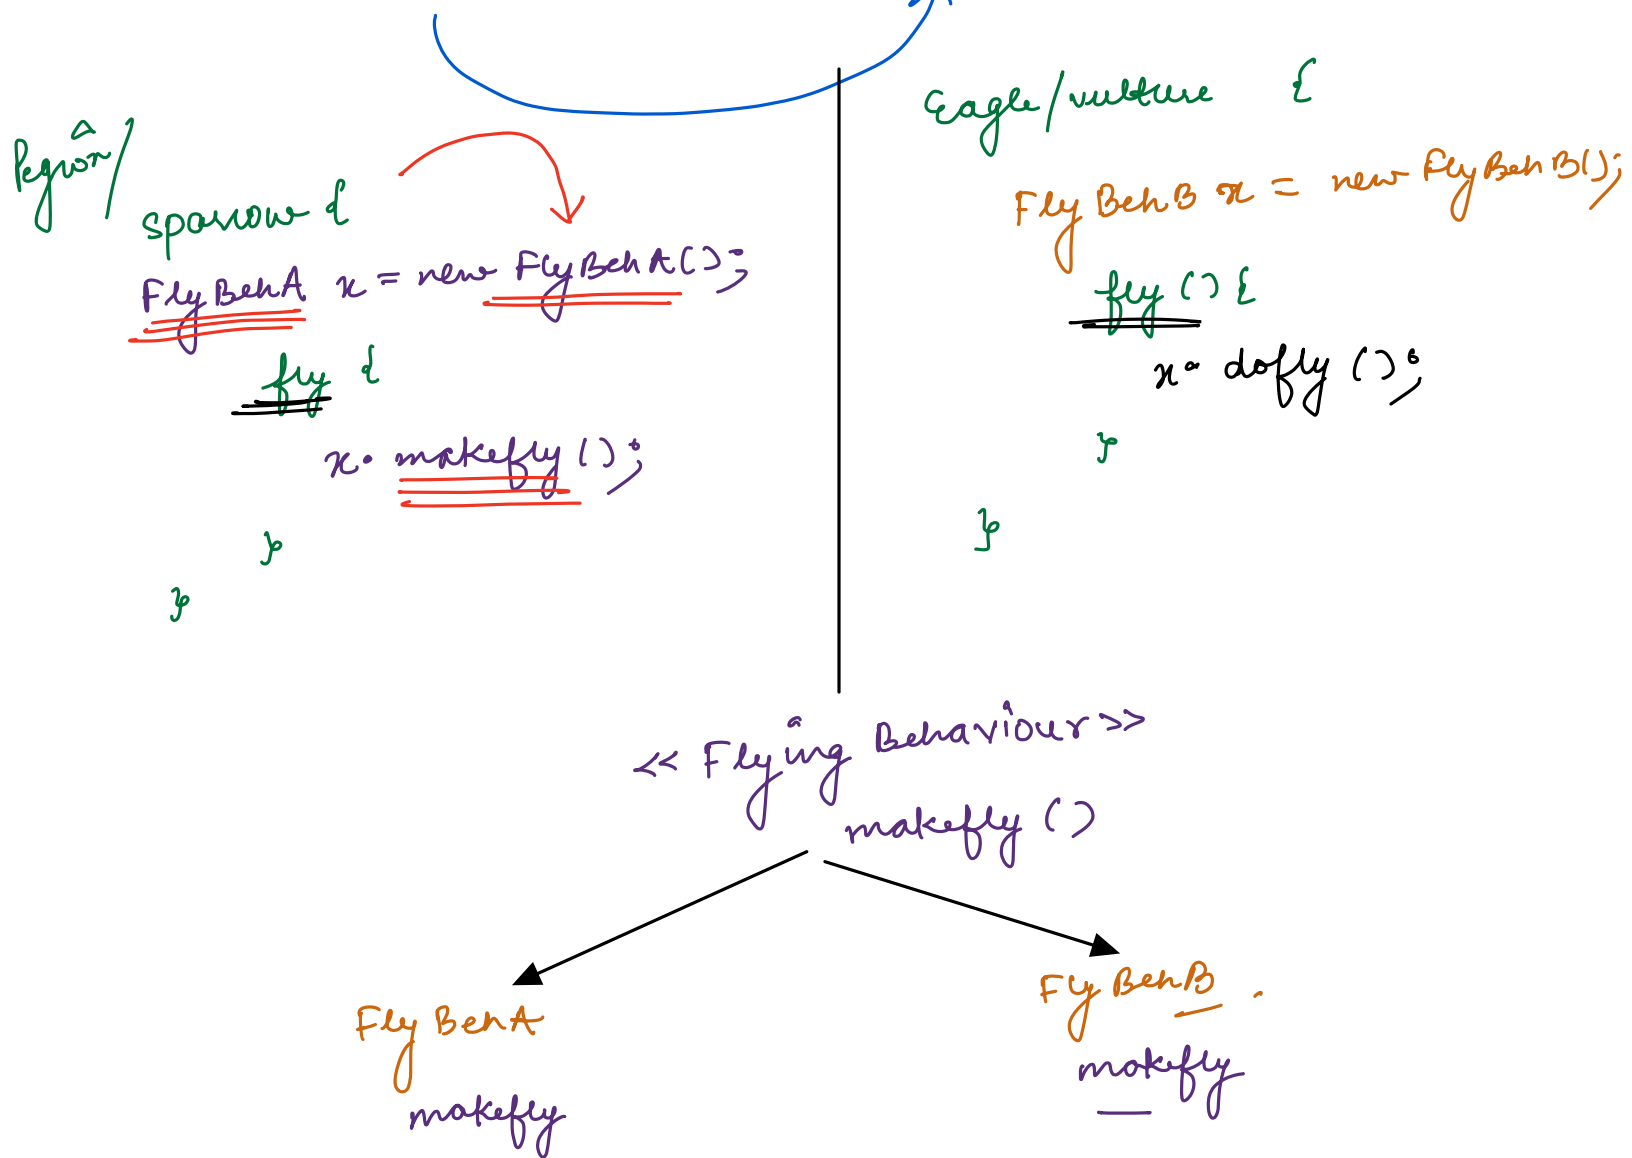 Pegion/
Sparrow {
FlyBehA x = new FlyBehA();
fly {
x. makefly ();
}
}
Eagle/vulture {
FlyBehB x = new FlyBehB();
fly () {
x. dofly ();
}
}
<< Flying Behaviour >>
makefly ()
FlyBehA
makefly
FlyBehB .
makefly